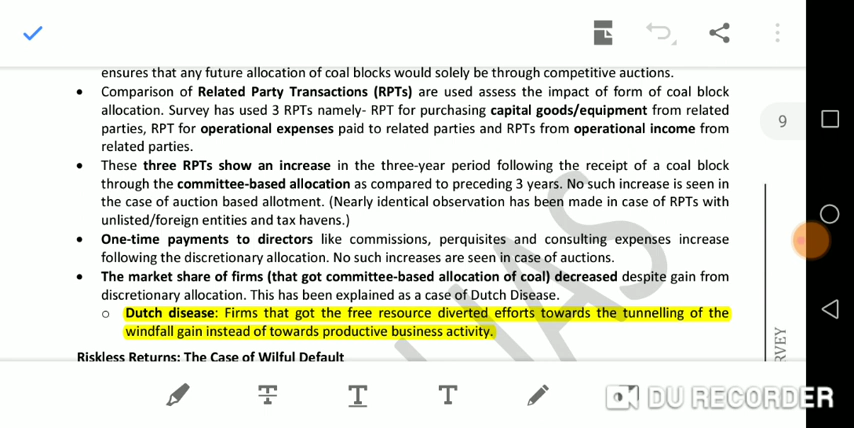 ensures that any future allocation of coal blocks would solely be through competitive auctions.
• Comparison of Related Party Transactions (RPTs) are used assess the impact of form of coal block
allocation. Survey has used 3 RPTs namely- RPT for purchasing capital goods/equipment from related
parties, RPT for operational expenses paid to related parties and RPTs from operational income from
related parties.
• These three RPTs show an increase in the three-year period following the receipt of a coal block
through the committee-based allocation as compared to preceding 3 years. No such increase is seen in
the case of auction based allotment. (Nearly identical observation has been made in case of RPTs with
unlisted/foreign entities and tax havens.)
• One-time payments to directors like commissions, perquisites and consulting expenses increase
following the discretionary allocation. No such increases are seen in case of auctions.
• The market share of firms (that got committee-based allocation of coal) decreased despite gain from
discretionary allocation. This has been explained as a case of Dutch Disease.
o Dutch disease: Firms that got the free resource diverted efforts towards the tunnelling of the
windfall gain instead of towards productive business activity.
Riskless Returns: The Case of Wilful Default
9
RVEY
IAS
T T T
DU RECORDER